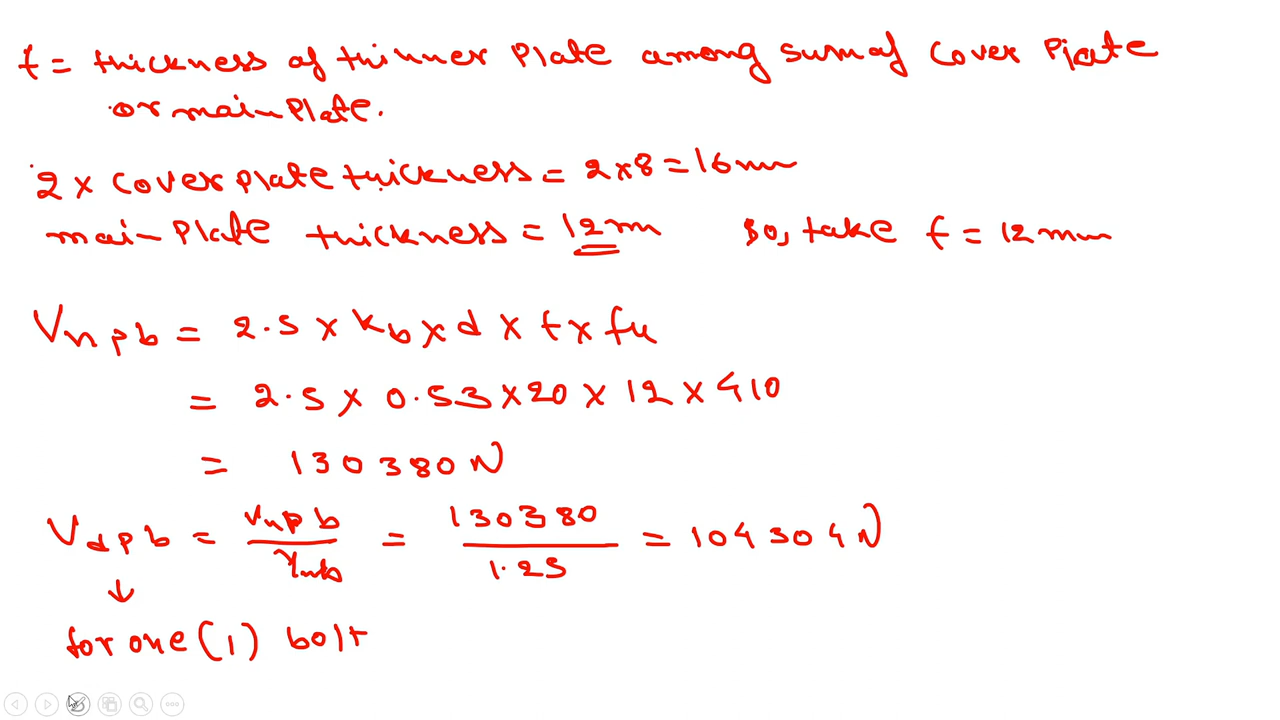 t = thickness of thinner Plate among sum of Cover Plate
or main Plate.
2 x Cover plate thickness = 2x8 = 16mm
main Plate thickness = 12mm So, take t = 12mm
Vnpb = 2.5 x kb x d x t x fu
= 2.5 x 0.53 x 20 x 12 x 410
= 130380 N
Vdpb = Vnpb / γmb = 130380 / 1.25 = 104304 N
↓
for one (1) bolt